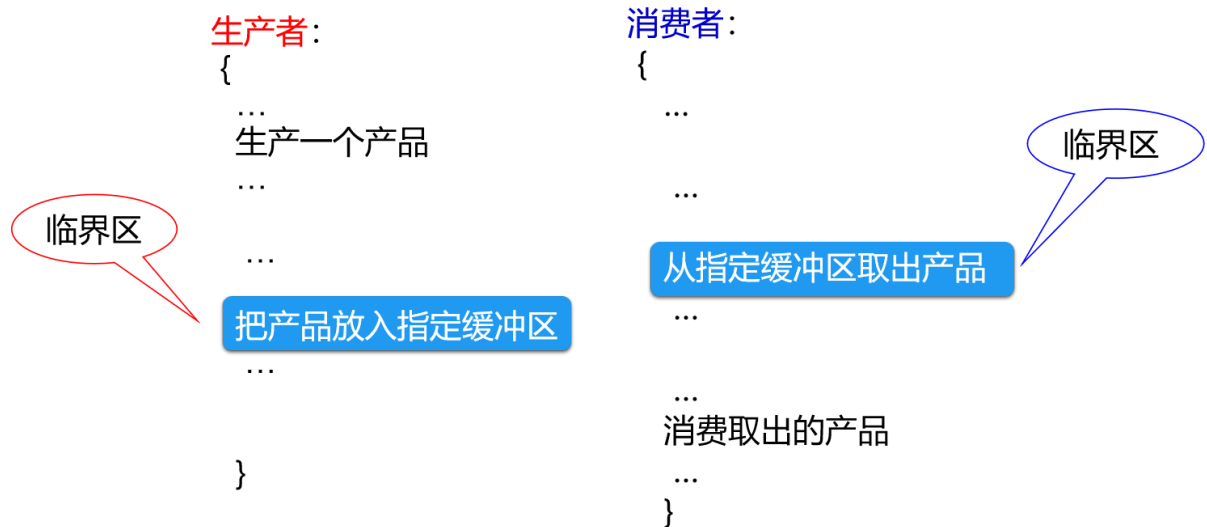 生产者：
{
…
生产一个产品
…
临界区
…
把产品放入指定缓冲区
…
}
消费者：
{
...
临界区
...
从指定缓冲区取出产品
...
...
消费取出的产品
...
}